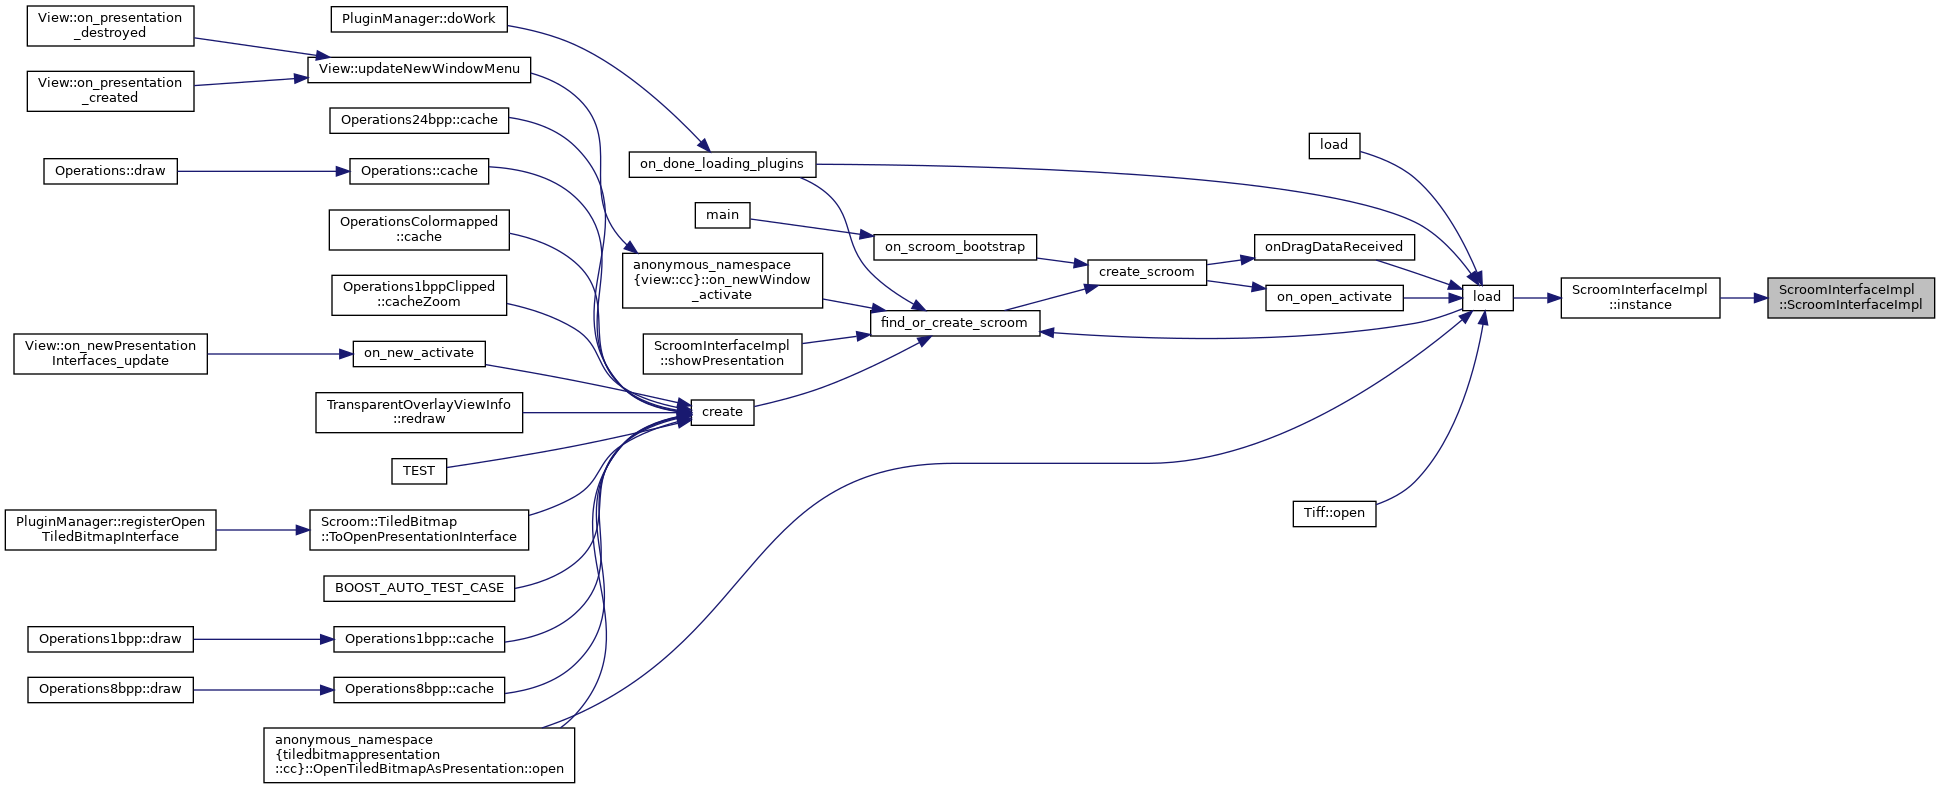 View::on_presentation
_destroyed
View::on_presentation
_created
Operations::draw
View::on_newPresentation
Interfaces_update
PluginManager::registerOpen
TiledBitmapInterface
Operations1bpp::draw
Operations8bpp::draw
PluginManager::doWork
View::updateNewWindowMenu
Operations24bpp::cache
Operations::cache
OperationsColormapped
::cache
Operations1bppClipped
::cacheZoom
on_new_activate
TransparentOverlayViewInfo
::redraw
TEST
Scroom::TiledBitmap
::ToOpenPresentationInterface
BOOST_AUTO_TEST_CASE
Operations1bpp::cache
Operations8bpp::cache
anonymous_namespace
{tiledbitmappresentation
::cc}::OpenTiledBitmapAsPresentation::open
on_done_loading_plugins
main
anonymous_namespace
{view::cc}::on_newWindow
_activate
ScroomInterfaceImpl
::showPresentation
create
on_scroom_bootstrap
find_or_create_scroom
create_scroom
load
onDragDataReceived
on_open_activate
Tiff::open
load
ScroomInterfaceImpl
::instance
ScroomInterfaceImpl
::ScroomInterfaceImpl